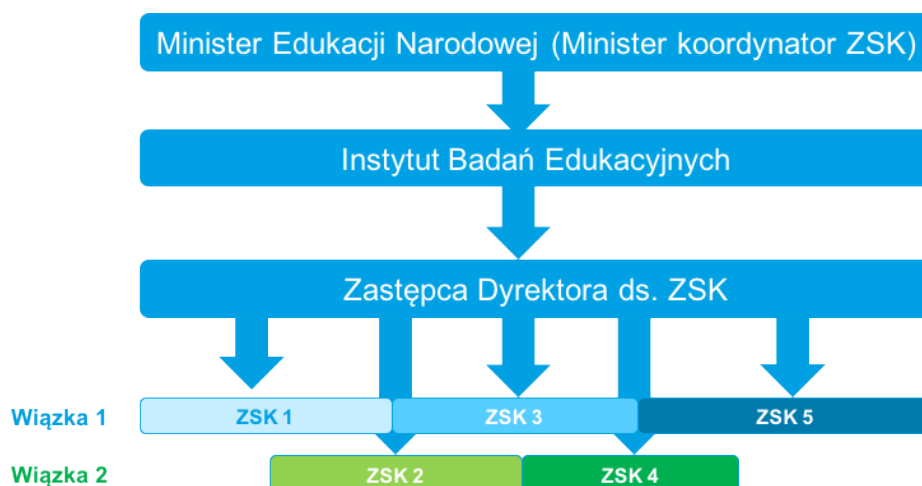 Minister Edukacji Narodowej (Minister koordynator ZSK)
Instytut Badań Edukacyjnych
Zastępca Dyrektora ds. ZSK
Wiązka 1 ZSK 1 ZSK 3 ZSK 5
Wiązka 2 ZSK 2 ZSK 4